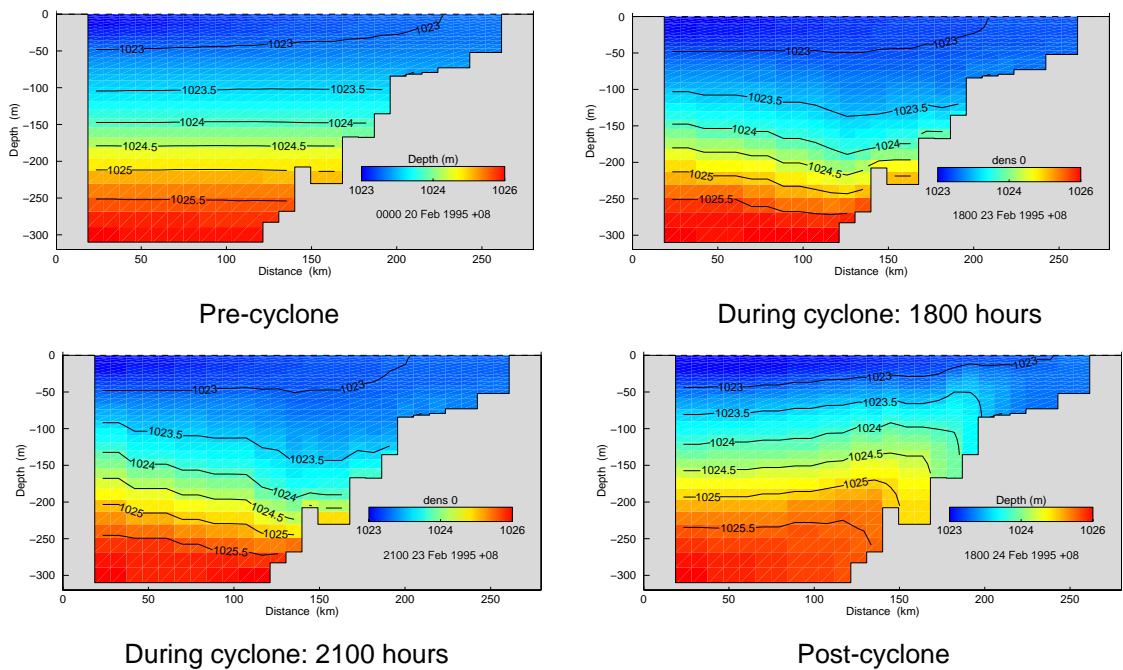 0
−50
−100
−150
−200
−250
−300
Depth (m)
1023
1023.5 1023.5
1024 1024
1024.5 1024.5
1025
1025.5
Depth (m)
1023 1024 1026
0000 20 Feb 1995 +08
0 50 100 150 200 250
Distance (km)
Pre-cyclone
0
−50
−100
−150
−200
−250
−300
Depth (m)
1023
1023.5 1023.5
1024 1024
1024.5
1025
1025.5
dens 0
1023 1024 1026
1800 23 Feb 1995 +08
0 50 100 150 200 250
Distance (km)
During cyclone: 1800 hours
0
−50
−100
−150
−200
−250
−300
Depth (m)
1023 1023
1023.5 1023.5
1024 1024
1024.5
1025 1025
1025.5
dens 0
1023 1024 1026
2100 23 Feb 1995 +08
0 50 100 150 200 250
Distance (km)
During cyclone: 2100 hours
0
−50
−100
−150
−200
−250
−300
Depth (m)
1023 1023 1023
1023.5 1023.5
1024 1024
1024.5 1024.5
1025 1025
1025.5
Depth (m)
1023 1024 1026
1800 24 Feb 1995 +08
0 50 100 150 200 250
Distance (km)
Post-cyclone